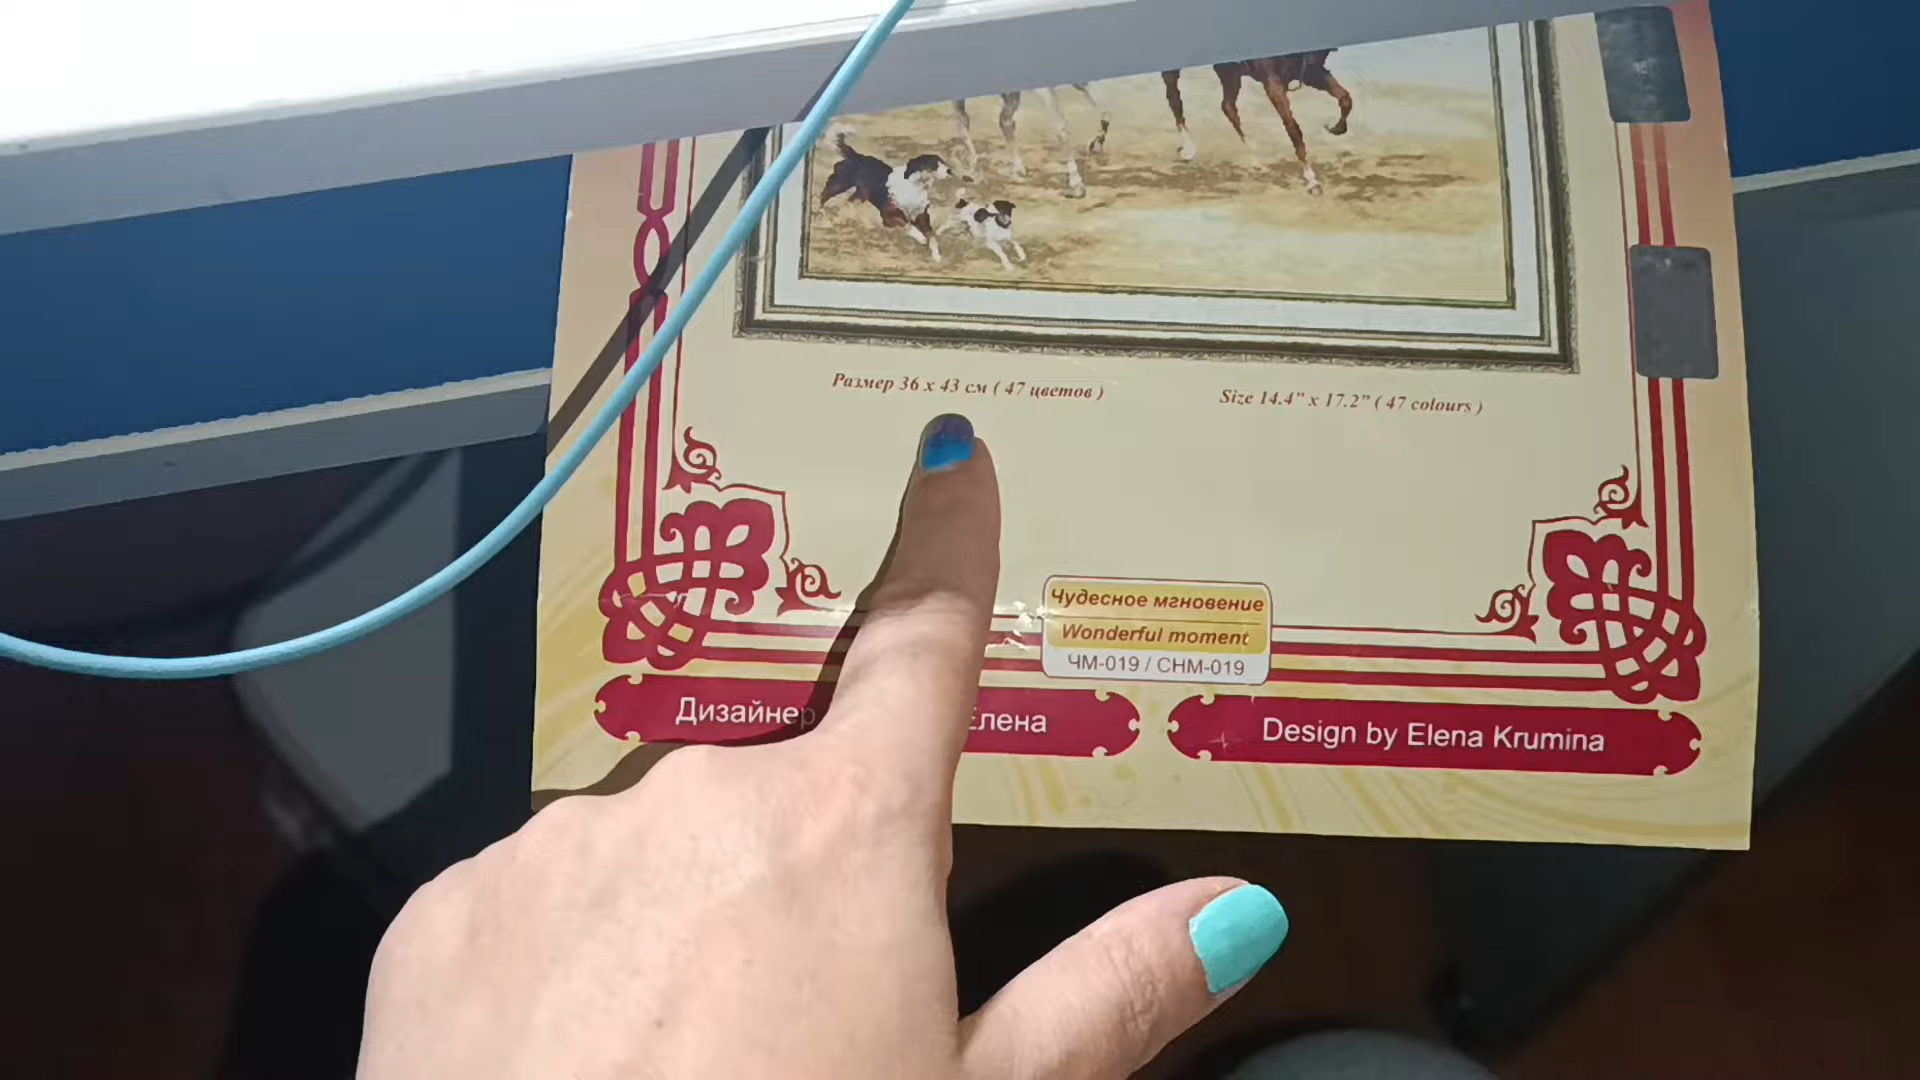 Размер 36 x 43 см ( 47 цветов )
Size 14.4” x 17.2” ( 47 colours )
Чудесное мгновение
Wonderful moment
ЧМ-019 / CHM-019
Дизайнер Елена
Design by Elena Krumina